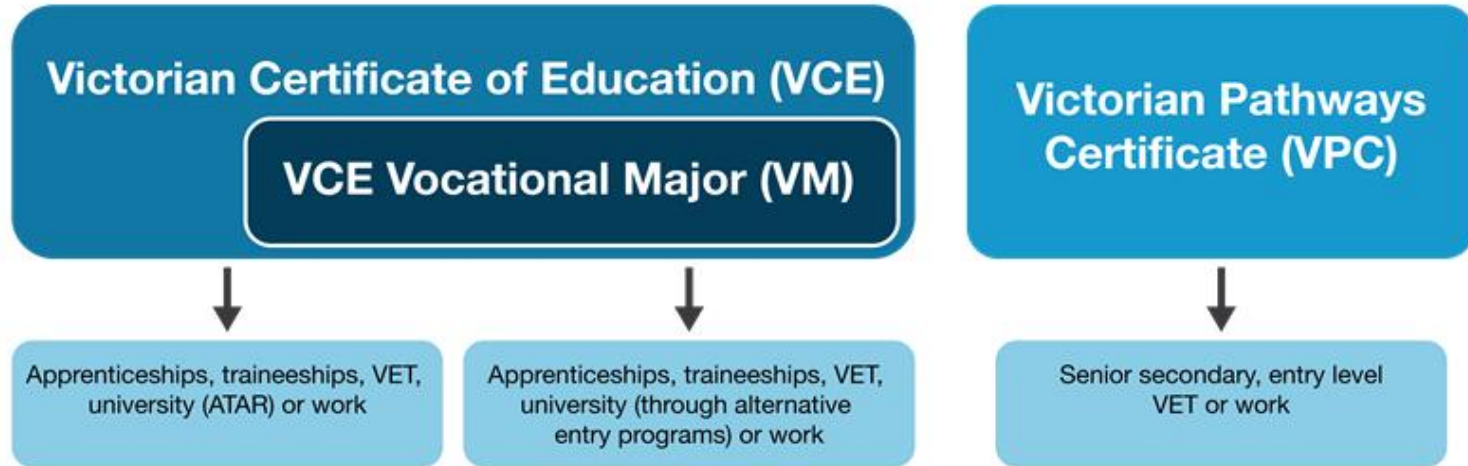 Victorian Certificate of Education (VCE)
VCE Vocational Major (VM)
Victorian Pathways
Certificate (VPC)
Apprenticeships, traineeships, VET,
university (ATAR) or work
Apprenticeships, traineeships, VET,
university (through alternative
entry programs) or work
Senior secondary, entry level
VET or work